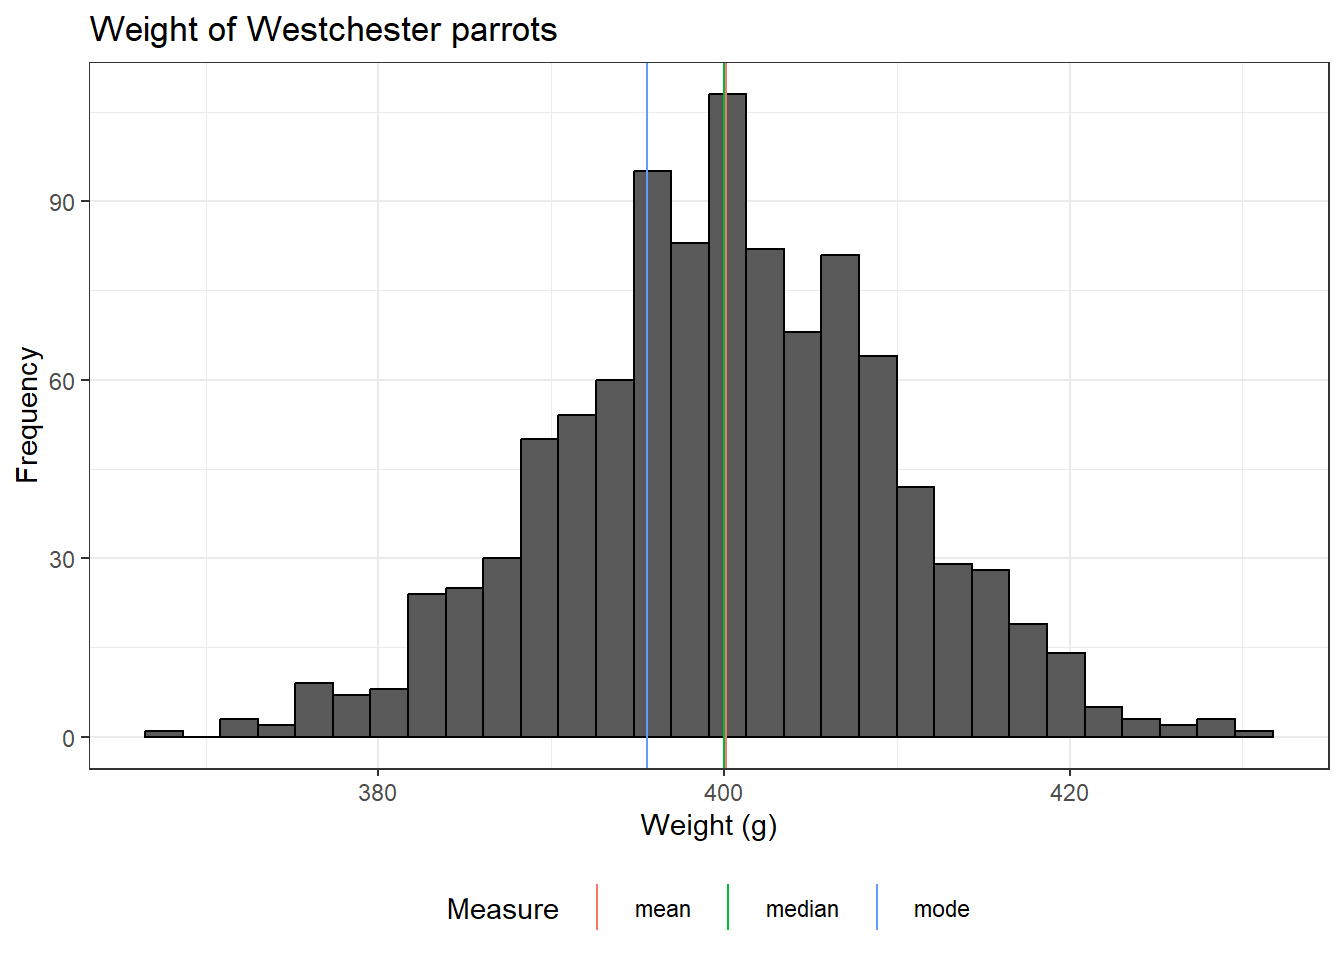 Weight of Westchester parrots
Frequency
90
60
30
0
380 400 420
Weight (g)
Measure mean median mode